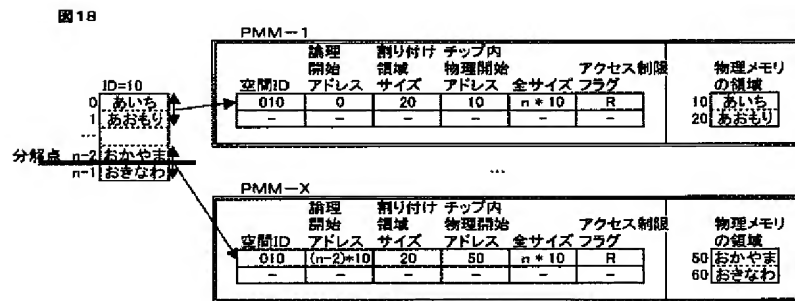 図18
PMM－1
論理 割り付け チップ内
開始 領域 物理開始 アクセス制限 物理メモリ
空間ID アドレス サイズ アドレス 全サイズ フラグ の領域
010 0 20 10 n * 10 R
－ － － － － －
10 あいち
20 あおもり
ID=10
0 あいち
1 あおもり
...
分解点 n-2 おかやま
n-1 おきなわ
...
PMM－X
論理 割り付け チップ内
開始 領域 物理開始 アクセス制限 物理メモリ
空間ID アドレス サイズ アドレス 全サイズ フラグ の領域
010 (n-2)*10 20 50 n * 10 R
－ － － － － －
50 おかやま
60 おきなわ